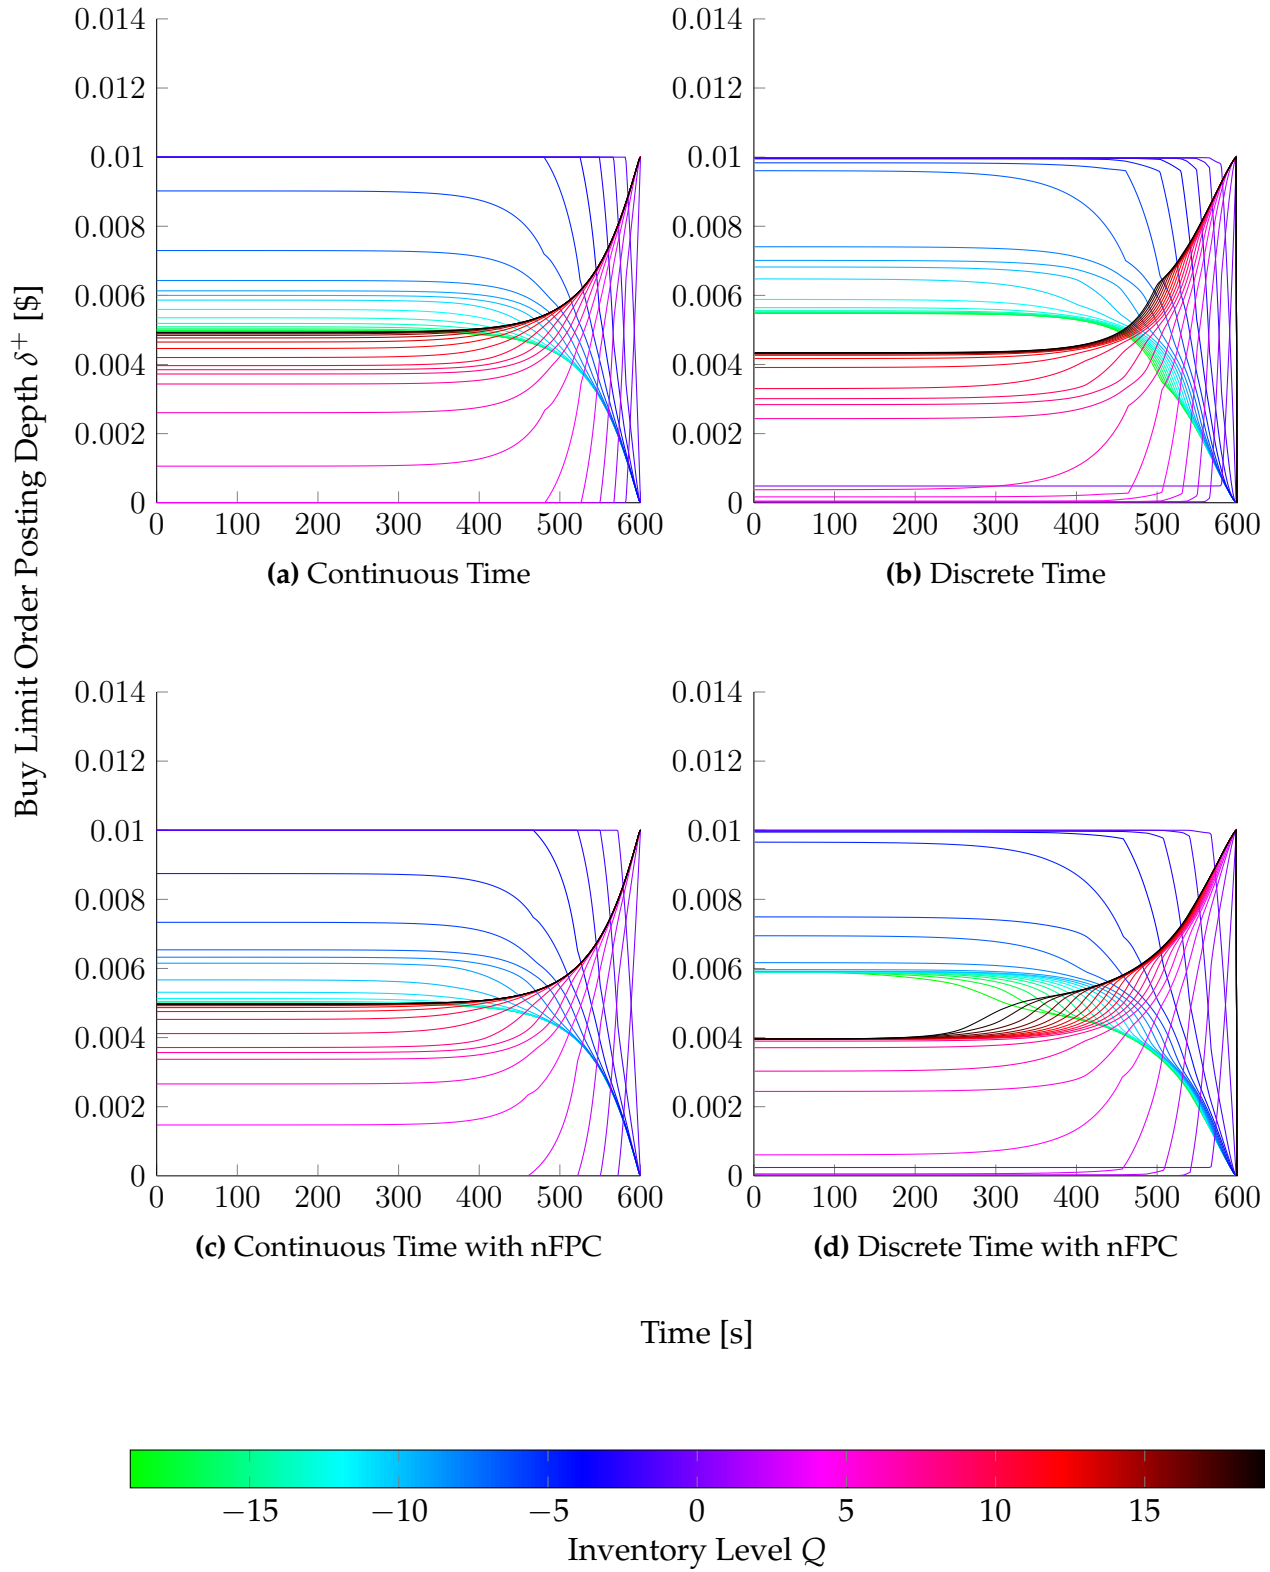 Buy Limit Order Posting Depth δ⁺ [$]
0.014
0.012
0.01
0.008
0.006
0.004
0.002
0
0 100 200 300 400 500 600
(a) Continuous Time
0.014
0.012
0.01
0.008
0.006
0.004
0.002
0
0 100 200 300 400 500 600
(b) Discrete Time
0.014
0.012
0.01
0.008
0.006
0.004
0.002
0
0 100 200 300 400 500 600
(c) Continuous Time with nFPC
0.014
0.012
0.01
0.008
0.006
0.004
0.002
0
0 100 200 300 400 500 600
(d) Discrete Time with nFPC
Time [s]
−15 −10 −5 0 5 10 15
Inventory Level Q